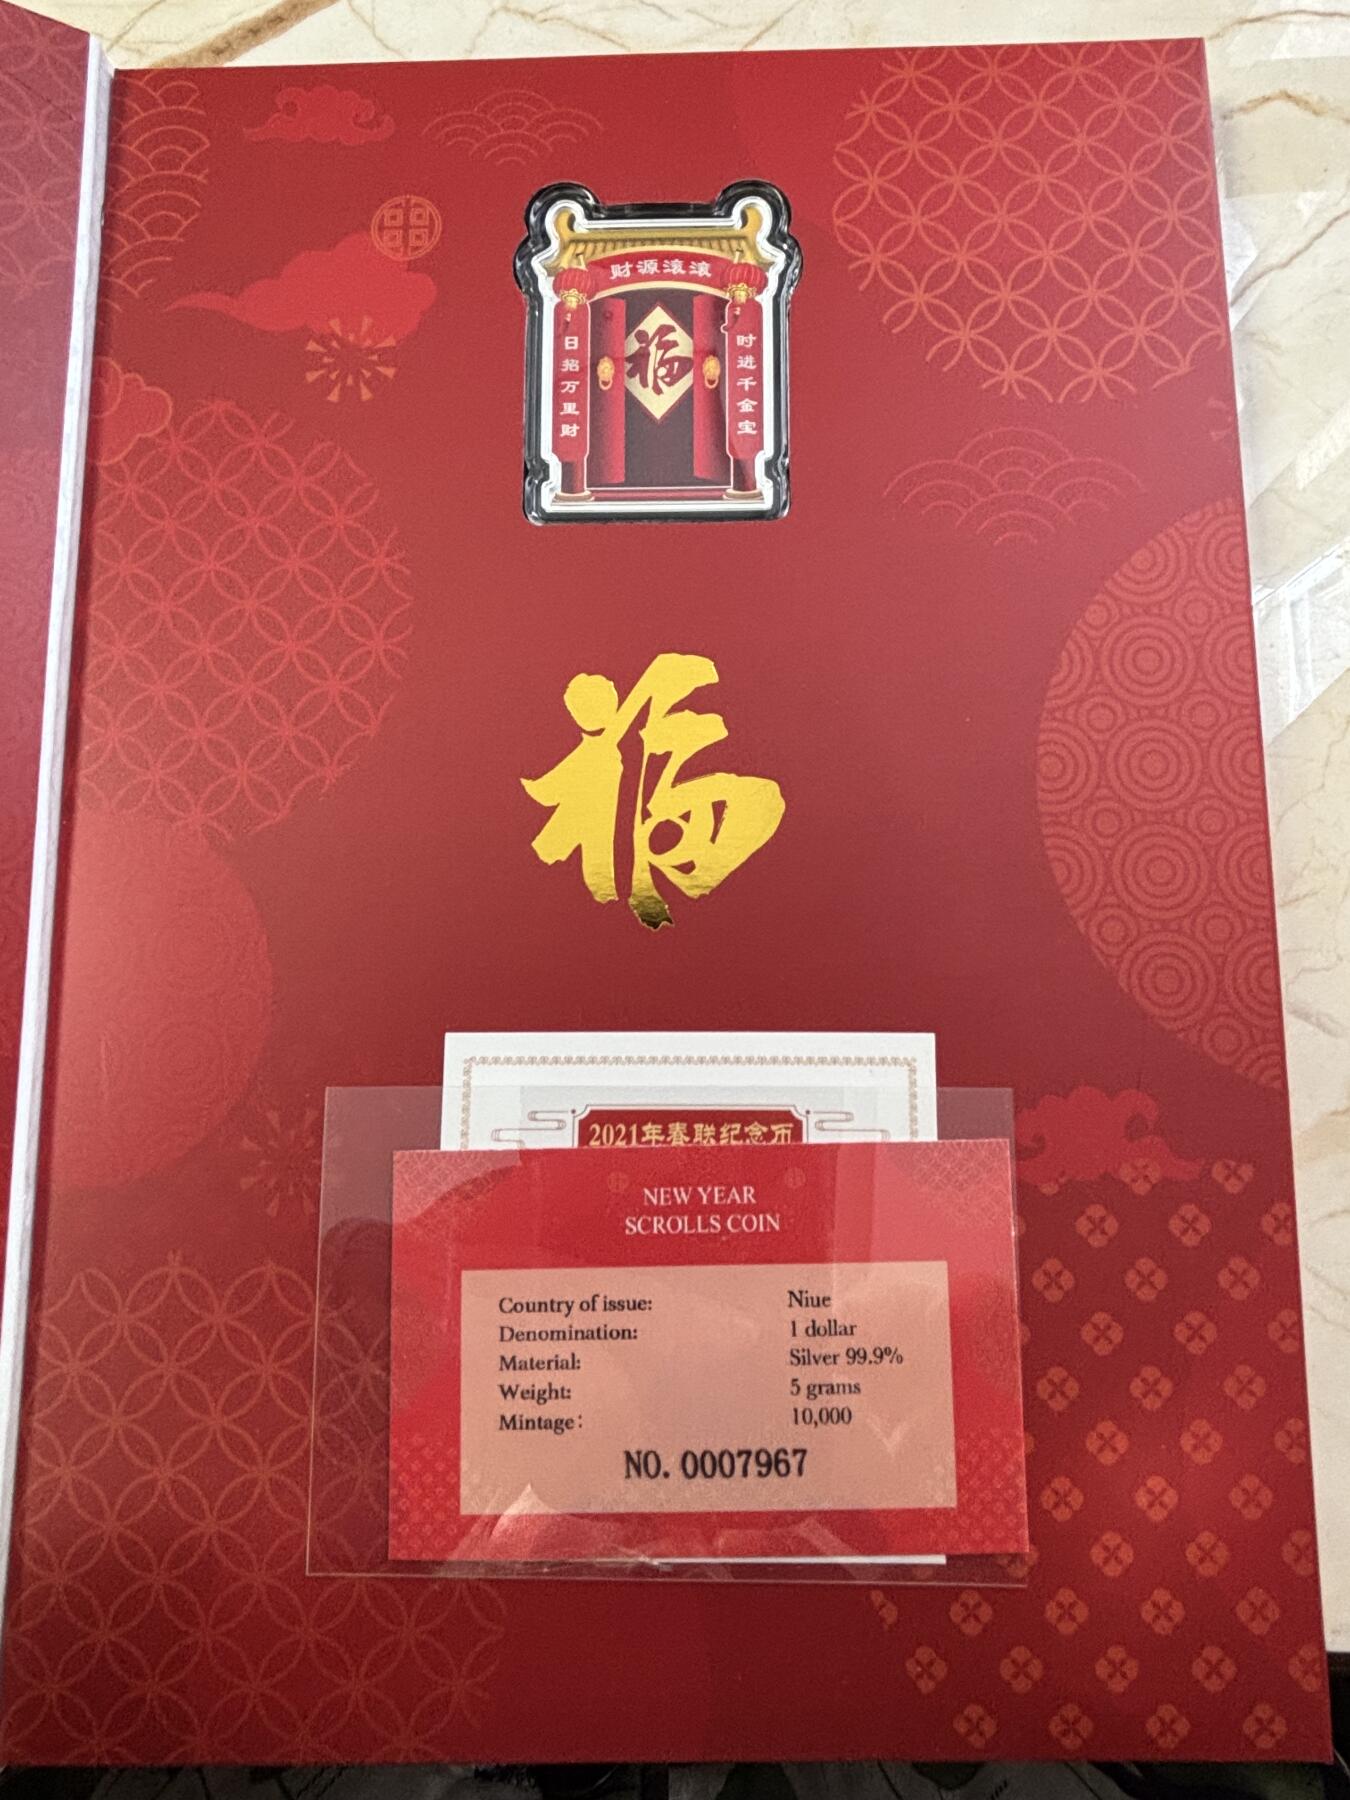 财源滚滚
日招万里财
福
时进千金宝
福
2021年春联纪念币
NEW YEAR
SCROLLS COIN
Country of issue: Niue
Denomination: 1 dollar
Material: Silver 99.9%
Weight: 5 grams
Mintage: 10,000
NO. 0007967